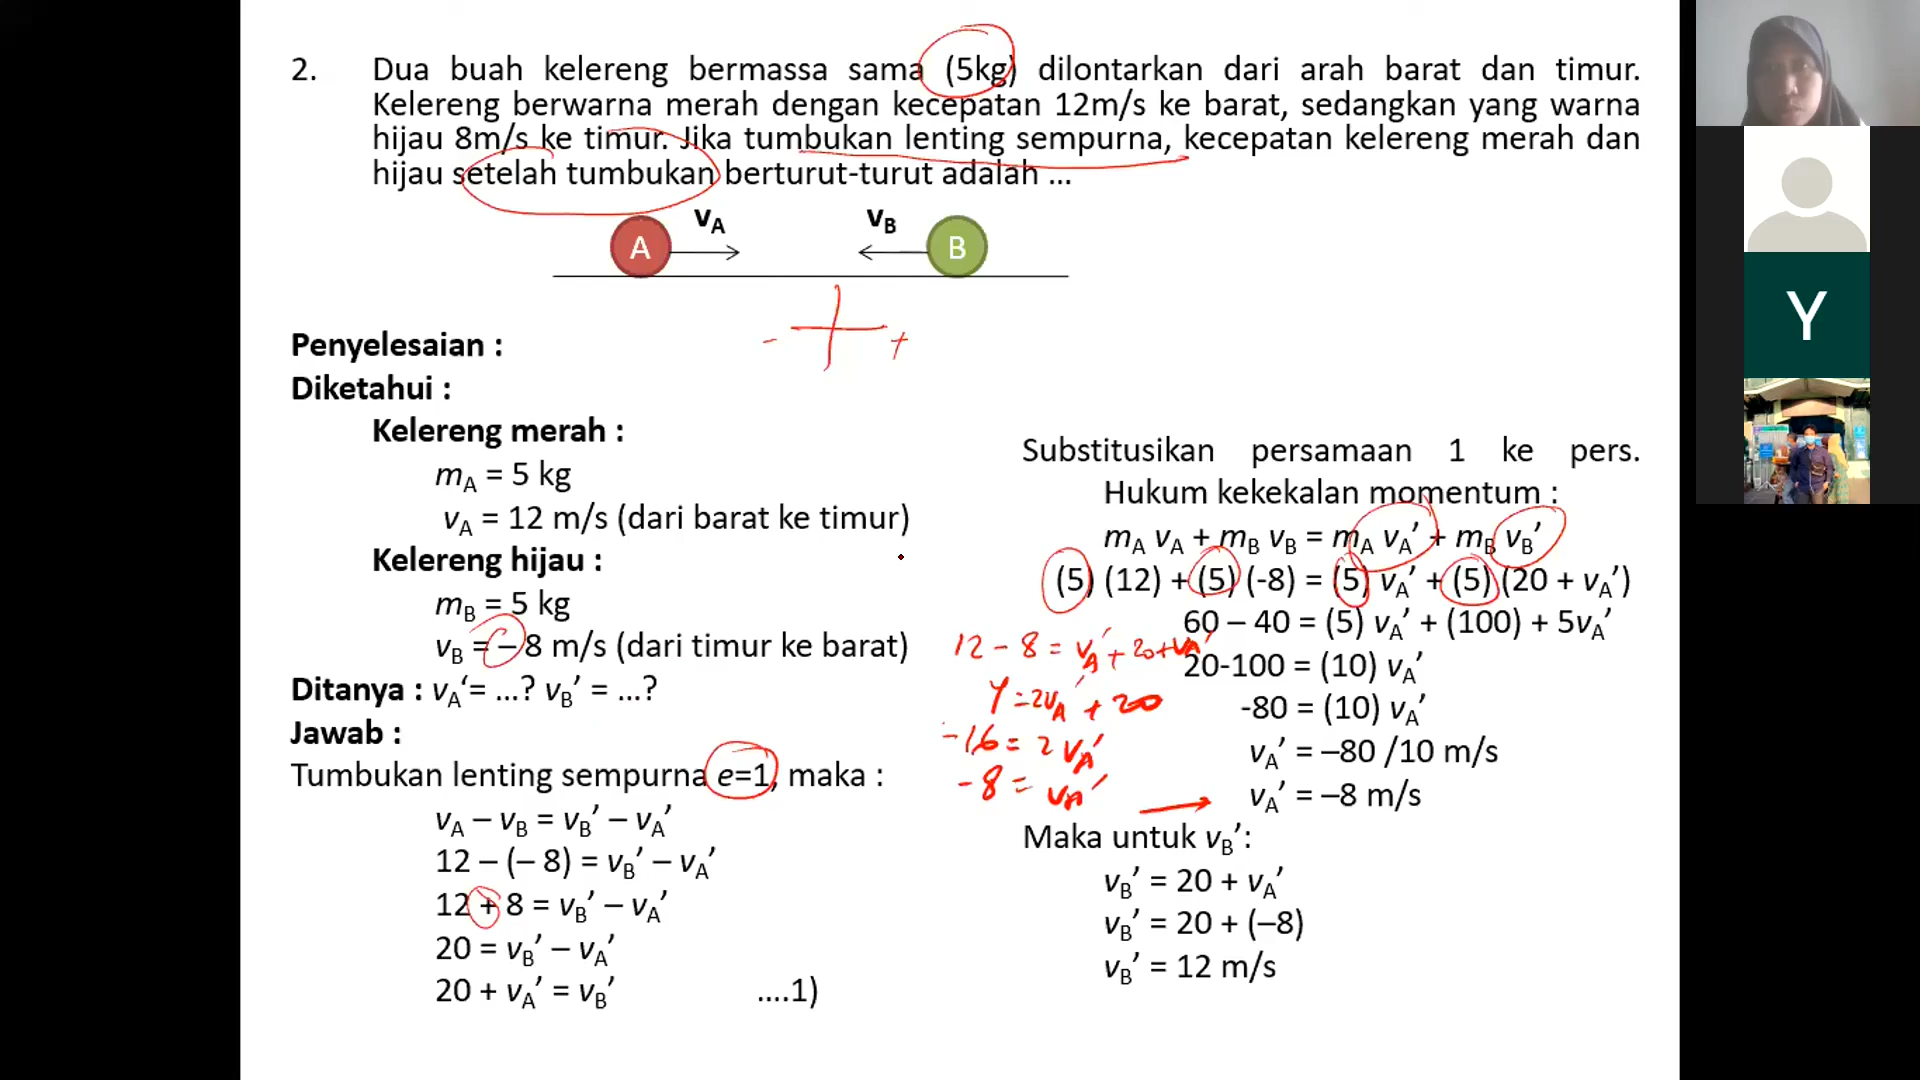 2. Dua buah kelereng bermassa sama (5kg) dilontarkan dari arah barat dan timur.
Kelereng berwarna merah dengan kecepatan 12m/s ke barat, sedangkan yang warna
hijau 8m/s ke timur. Jika tumbukan lenting sempurna, kecepatan kelereng merah dan
hijau setelah tumbukan berturut-turut adalah ...
vA vB
A B
- +
Penyelesaian :
Diketahui :
Kelereng merah :
mA = 5 kg
vA = 12 m/s (dari barat ke timur)
Kelereng hijau :
mB = 5 kg
vB = – 8 m/s (dari timur ke barat)
Ditanya : vA‘= ...? vB’ = ...?
Jawab :
Tumbukan lenting sempurna e=1, maka :
vA – vB = vB’ – vA’
12 – (– 8) = vB’ – vA’
12 + 8 = vB’ – vA’
20 = vB’ – vA’
20 + vA’ = vB’ ....1)
Substitusikan persamaan 1 ke pers.
Hukum kekekalan momentum :
mA vA + mB vB = mA vA’ + mB vB’
(5) (12) + (5) (-8) = (5) vA’ + (5) (20 + vA’)
60 – 40 = (5) vA’ + (100) + 5vA’
20-100 = (10) vA’
-80 = (10) vA’
vA’ = –80 /10 m/s
vA’ = –8 m/s
12 - 8 = vA' + 20 + vA'
4 = 2vA' + 20
-16 = 2 vA'
-8 = vA'
Maka untuk vB’:
vB’ = 20 + vA’
vB’ = 20 + (–8)
vB’ = 12 m/s
Y